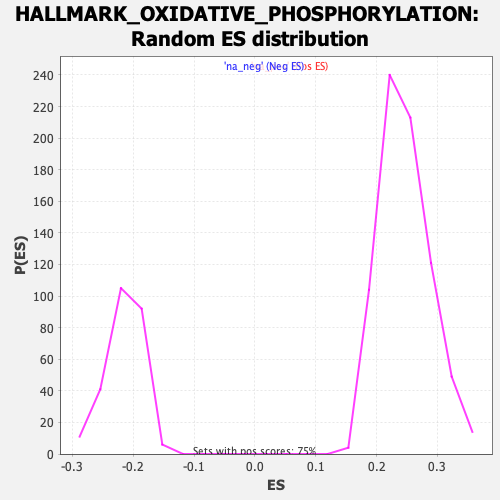 HALLMARK_OXIDATIVE_PHOSPHORYLATION:
Random ES distribution
'na_neg' (Neg ES) ES)
240
220
200
180
160
140
120
100
80
60
40
20
0
P(ES)
Sets with pos scores: 75%
-0.3 -0.2 -0.1 0.0 0.1 0.2 0.3
ES